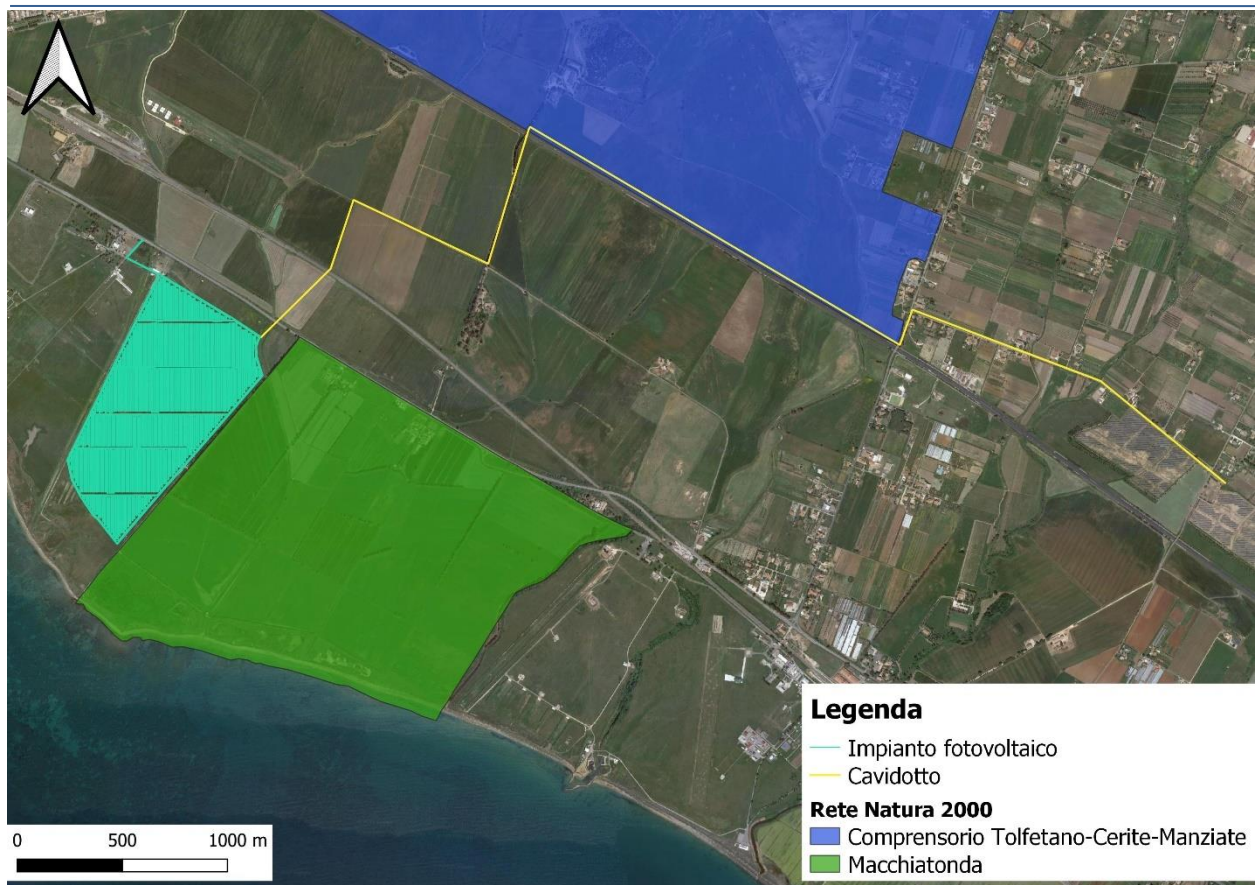 Legenda
Impianto fotovoltaico
Cavidotto
Rete Natura 2000
Comprensorio Tolfetano-Cerite-Manziate
Macchiatonda
0 500 1000 m